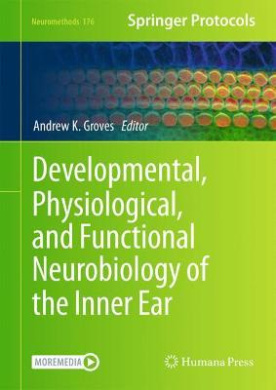 Neuromethods 176
Springer Protocols
Andrew K. Groves Editor
Developmental,
Physiological,
and Functional
Neurobiology of
the Inner Ear
MOREMEDIA
Humana Press